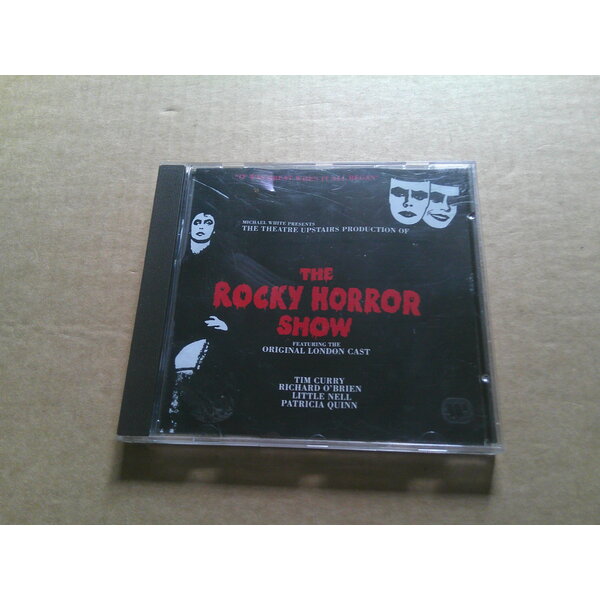 MICHAEL WHITE PRESENTS
THE THEATRE UPSTAIRS PRODUCTION OF
THE
ROCKY HORROR
SHOW
FEATURING THE
ORIGINAL LONDON CAST
TIM CURRY
RICHARD O'BRIEN
LITTLE NELL
PATRICIA QUINN